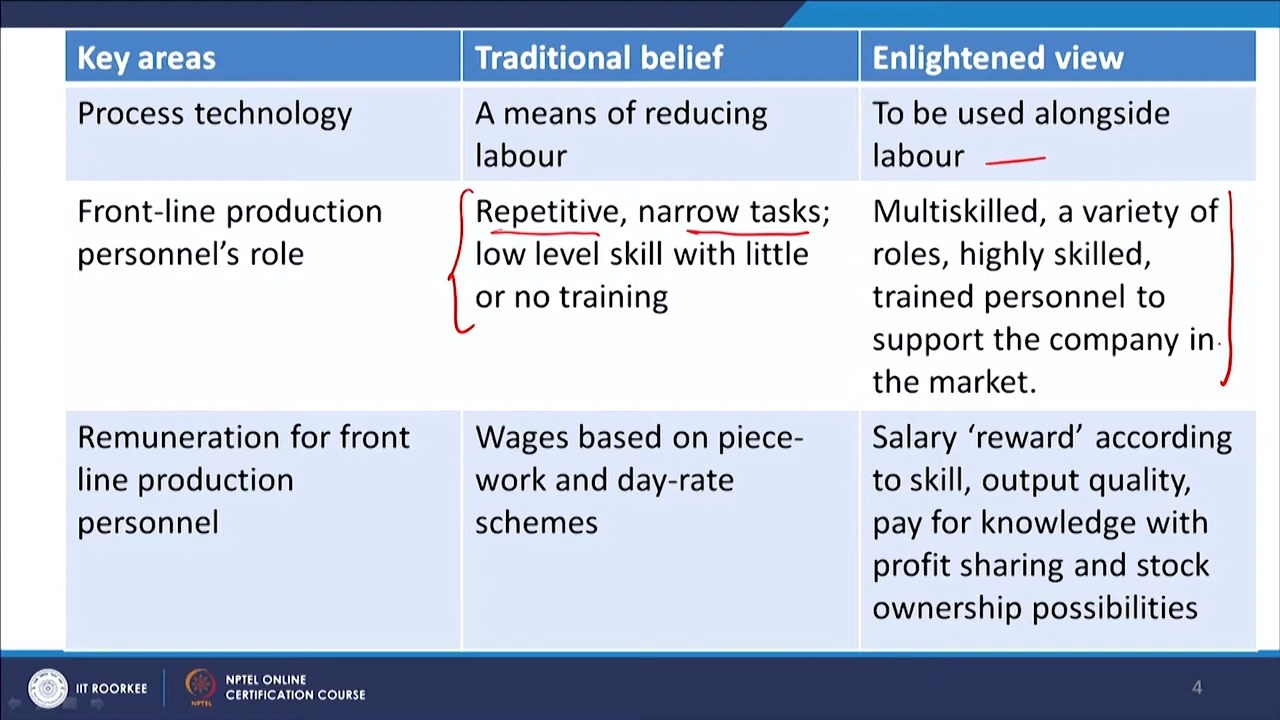 Key areas
Traditional belief
Enlightened view
Process technology
A means of reducing
labour
To be used alongside
labour
Front-line production
personnel's role
Repetitive, narrow tasks;
low level skill with little
or no training
Multiskilled, a variety of
roles, highly skilled,
trained personnel to
support the company in
the market.
Remuneration for front
line production
personnel
Wages based on piece-
work and day-rate
schemes
Salary 'reward' according
to skill, output quality,
pay for knowledge with
profit sharing and stock
ownership possibilities
IIT ROORKEE
NPTEL
NPTEL ONLINE
CERTIFICATION COURSE
4